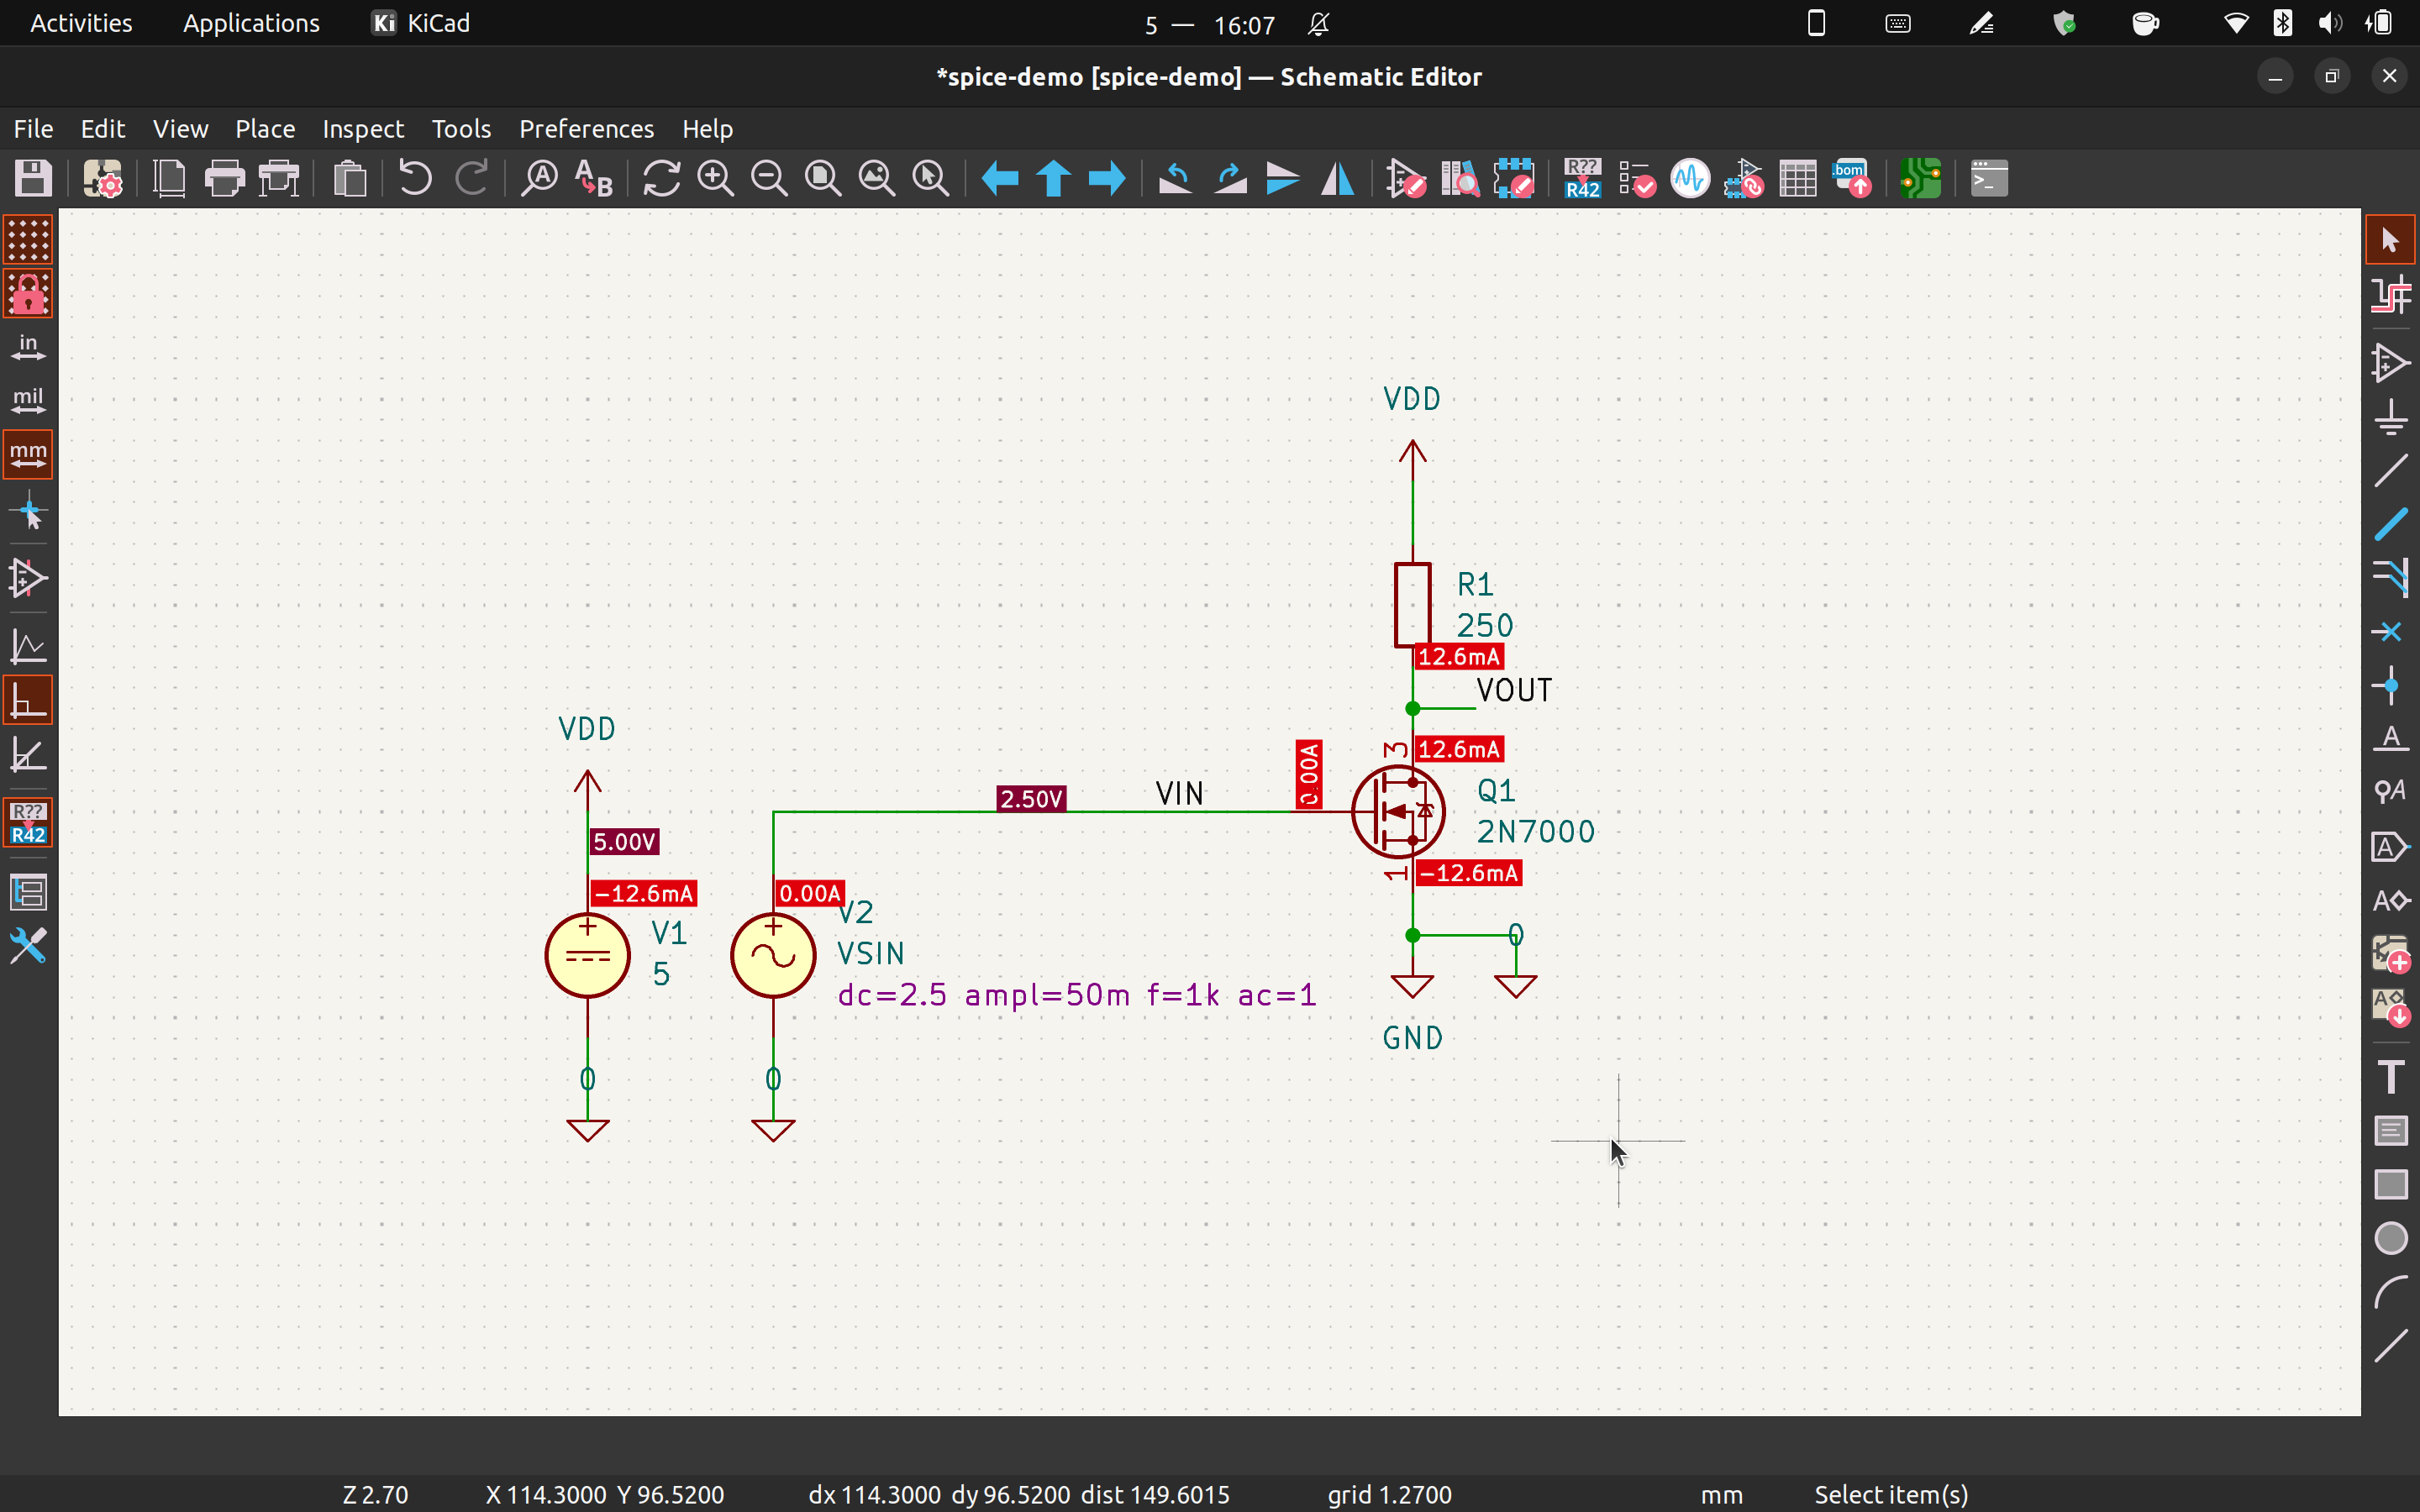 Activities Applications Ki KiCad 5 — 16:07
*spice-demo [spice-demo] — Schematic Editor
File Edit View Place Inspect Tools Preferences Help
A A B R?? R42 .bom >_
in
mil
mm
R??
R42
A
A
A
A
A
T
VDD
R1
250
12.6mA
VOUT
VDD
3 12.6mA
0.00A
2.50V VIN
Q1
2N7000
5.00V
1 −12.6mA
−12.6mA 0.00A
V1
5
V2
VSIN
dc=2.5 ampl=50m f=1k ac=1
0
GND
0 0
Z 2.70 X 114.3000 Y 96.5200 dx 114.3000 dy 96.5200 dist 149.6015 grid 1.2700 mm Select item(s)